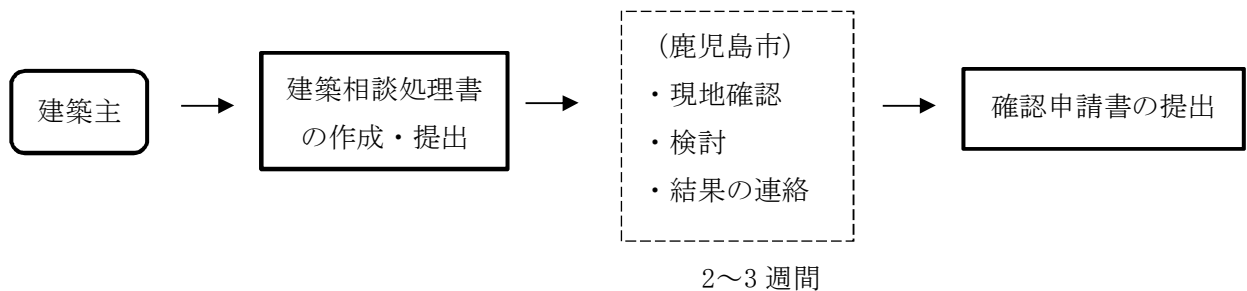 建築主
建築相談処理書
の作成・提出
(鹿児島市)
・現地確認
・検討
・結果の連絡
2～3 週間
確認申請書の提出